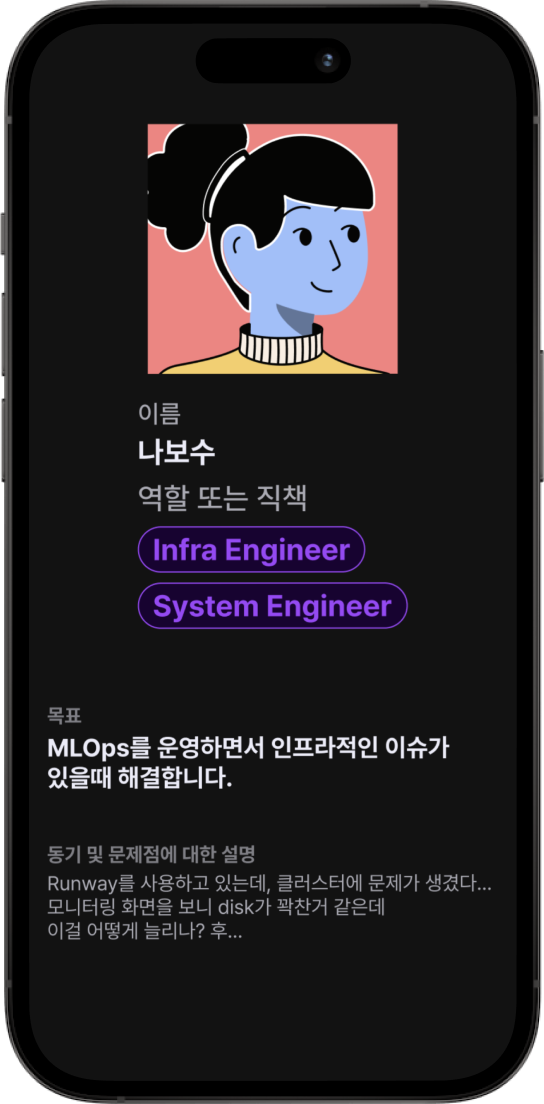 이름
나보수
역할 또는 직책
Infra Engineer
System Engineer
목표
MLOps를 운영하면서 인프라적인 이슈가
있을때 해결합니다.
동기 및 문제점에 대한 설명
Runway를 사용하고 있는데, 클러스터에 문제가 생겼다...
모니터링 화면을 보니 disk가 꽉찬거 같은데
이걸 어떻게 늘리나? 후...